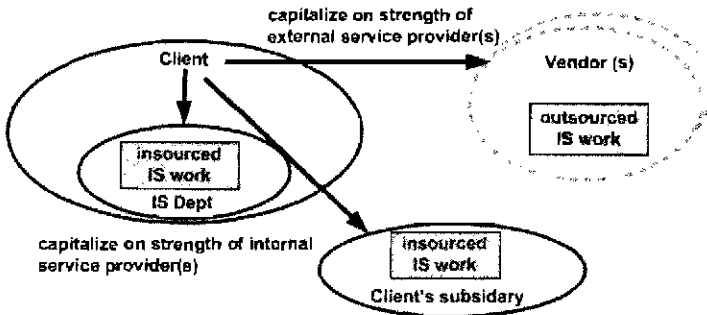 capitalize on strength of
external service provider(s)
Client
Vendor (s)
outsourced
IS work
insourced
IS work
IS Dept
capitalize on strength of internal
service provider(s)
insourced
IS work
Client's subsidary